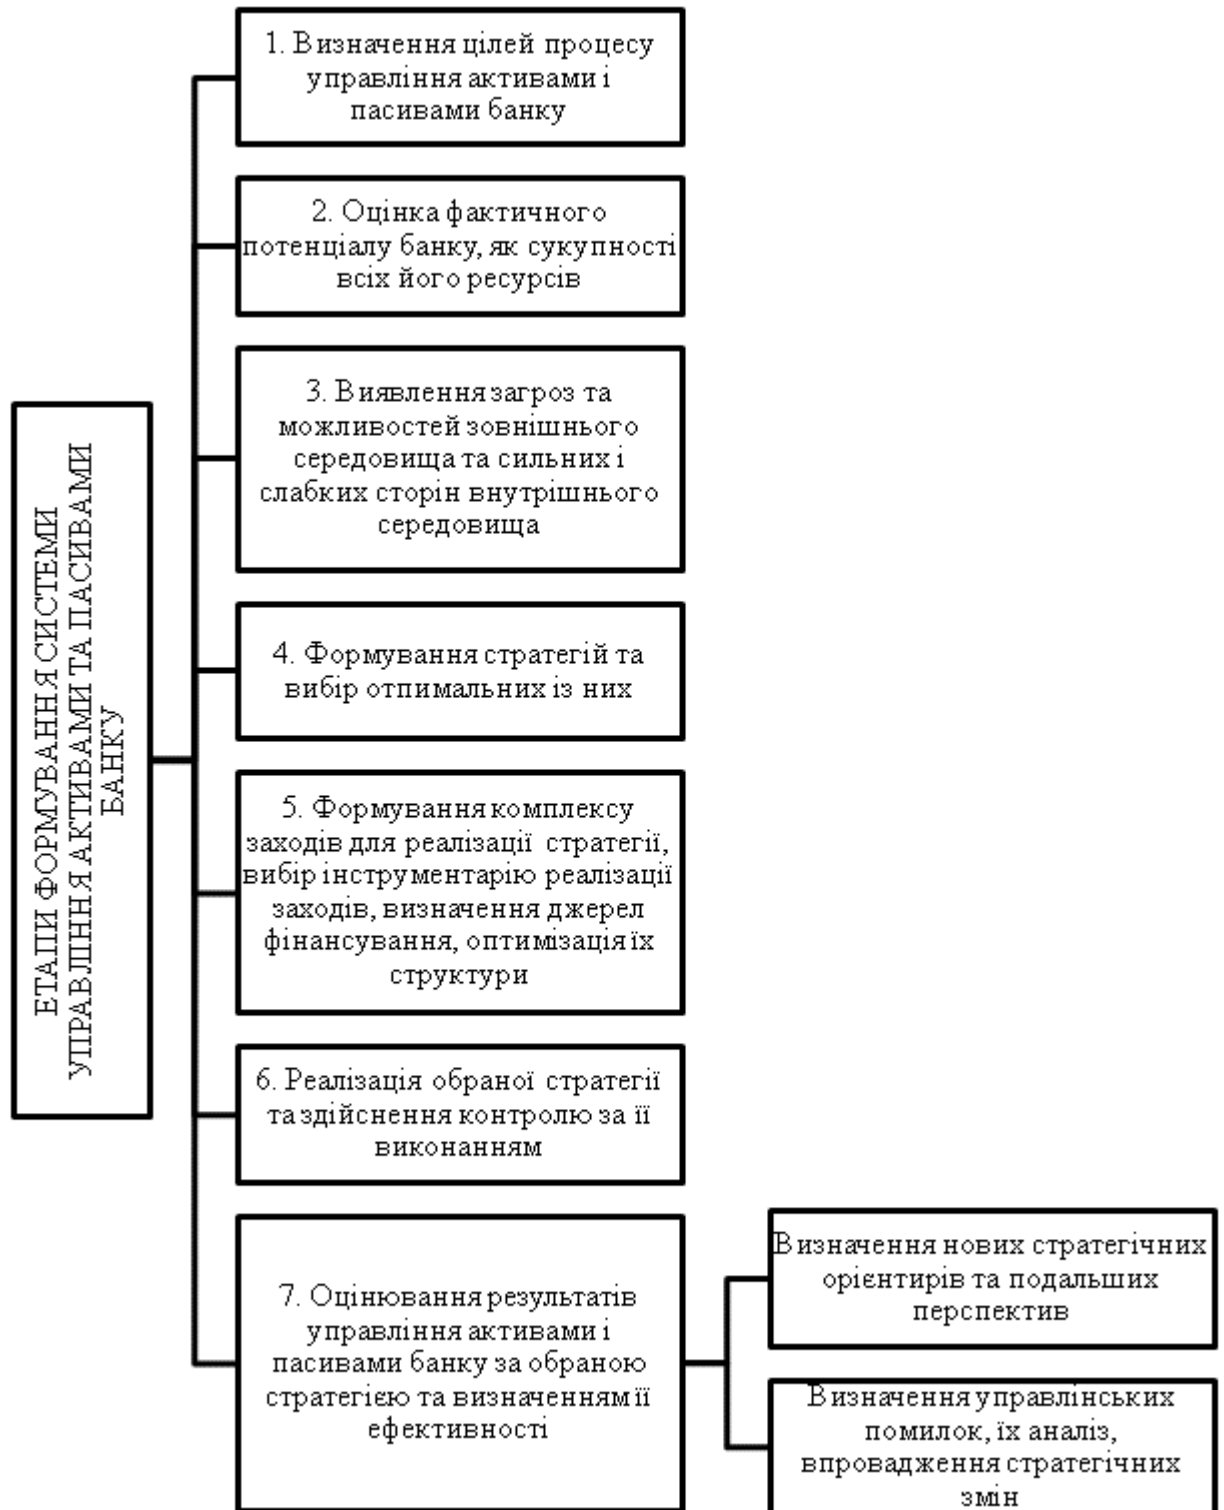 ЕТАПИ ФОРМУВАННЯ СИСТЕМИ
УПРАВЛІННЯ АКТИВАМИ ТА ПАСИВАМИ
БАНКУ
1. Визначення цілей процесу
управління активами і
пасивами банку
2. Оцінка фактичного
потенціалу банку, як сукупності
всіх його ресурсів
3. Виявлення загроз та
можливостей зовнішнього
середовища та сильних і
слабких сторін внутрішнього
середовища
4. Формування стратегій та
вибір отпимальних із них
5. Формування комплексу
заходів для реалізації стратегії,
вибір інструментарію реалізації
заходів, визначення джерел
фінансування, оптимізація їх
структури
6. Реалізація обраної стратегії
та здійснення контролю за її
виконанням
7. Оцінювання результатів
управління активами і
пасивами банку за обраною
стратегією та визначенням її
ефективності
Визначення нових стратегічних
орієнтирів та подальших
перспектив
Визначення управлінських
помилок, їх аналіз,
впровадження стратегічних
змін